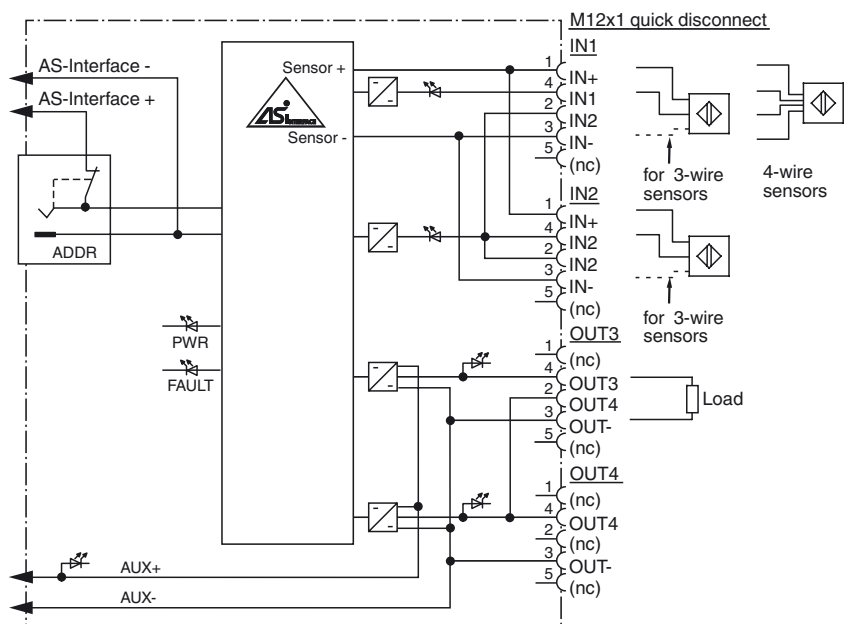 M12x1 quick disconnect
IN1
AS-Interface -
AS-Interface +
ADDR
PWR
FAULT
Sensor +
ASi
INTERFACE
Sensor -
1
IN+
4
IN1
2
IN2
3
IN-
5
(nc)
for 3-wire
sensors
4-wire
sensors
IN2
1
IN+
4
IN2
2
IN2
3
IN-
5
(nc)
for 3-wire
sensors
OUT3
1
(nc)
4
OUT3
2
OUT4
3
OUT-
5
(nc)
Load
OUT4
1
(nc)
4
OUT4
2
(nc)
3
OUT-
5
(nc)
AUX+
AUX-